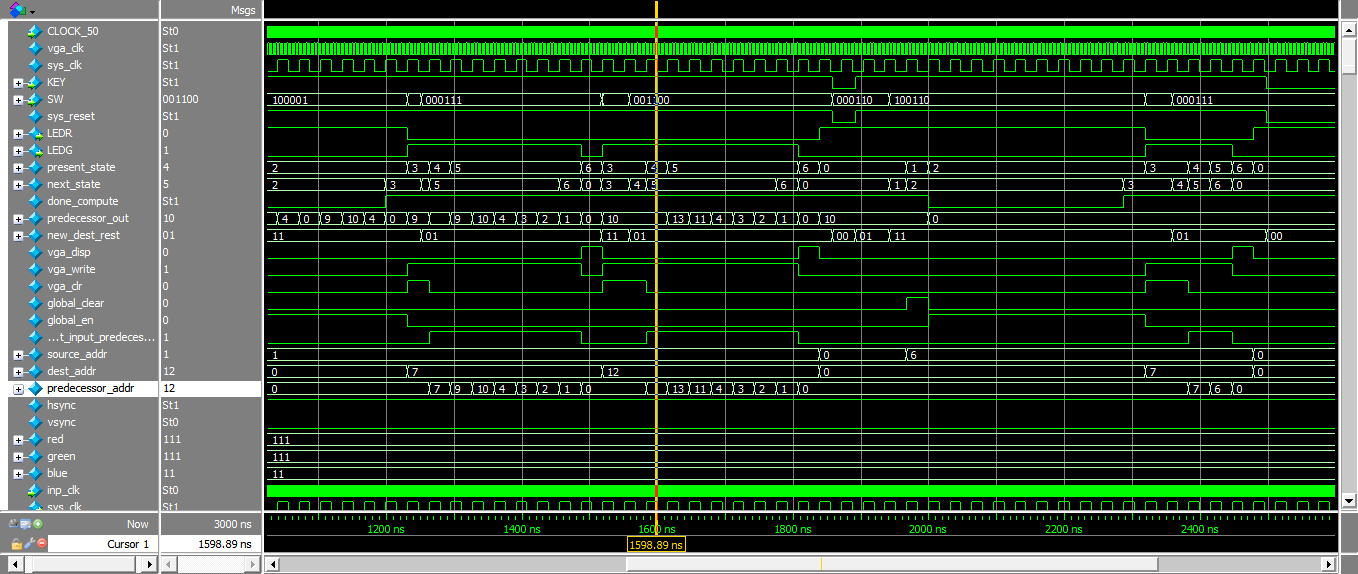 Msgs
CLOCK_50 St0
vga_clk St1
sys_clk St1
KEY St1
SW 001100 100001 000111 001100 000110 100110 000111
sys_reset St1
LEDR 0
LEDG 1
present_state 4 2 3 4 5 6 3 4 5 6 0 1 2 3 4 5 6 0
next_state 5 2 3 5 6 0 3 4 5 6 0 1 2 3 4 5 6 0
done_compute St1
predecessor_out 10 4 0 9 10 4 0 9 9 10 4 3 2 1 0 10 13 11 4 3 2 1 0 10 0
new_dest_rest 01 11 01 11 01 00 01 11 01 00
vga_disp 0
vga_write 1
vga_clr 0
global_clear 0
global_en 0
...t_input_predeces... 1
source_addr 1 1 0 6 0
dest_addr 12 0 7 12 0 7 0
predecessor_addr 12 0 7 9 10 4 3 2 1 0 13 11 4 3 2 1 0 7 6 0
hsync St1
vsync St0
red 111 111
green 111 111
blue 11 11
inp_clk St0
sys_clk St1
Now 3000 ns 1200 ns 1400 ns 1600 ns 1800 ns 2000 ns 2200 ns 2400 ns
Cursor 1 1598.89 ns 1598.89 ns